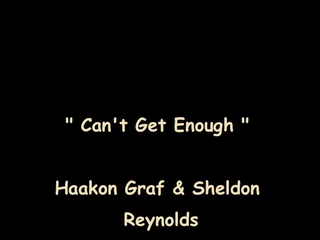 " Can't Get Enough "
Haakon Graf & Sheldon
Reynolds